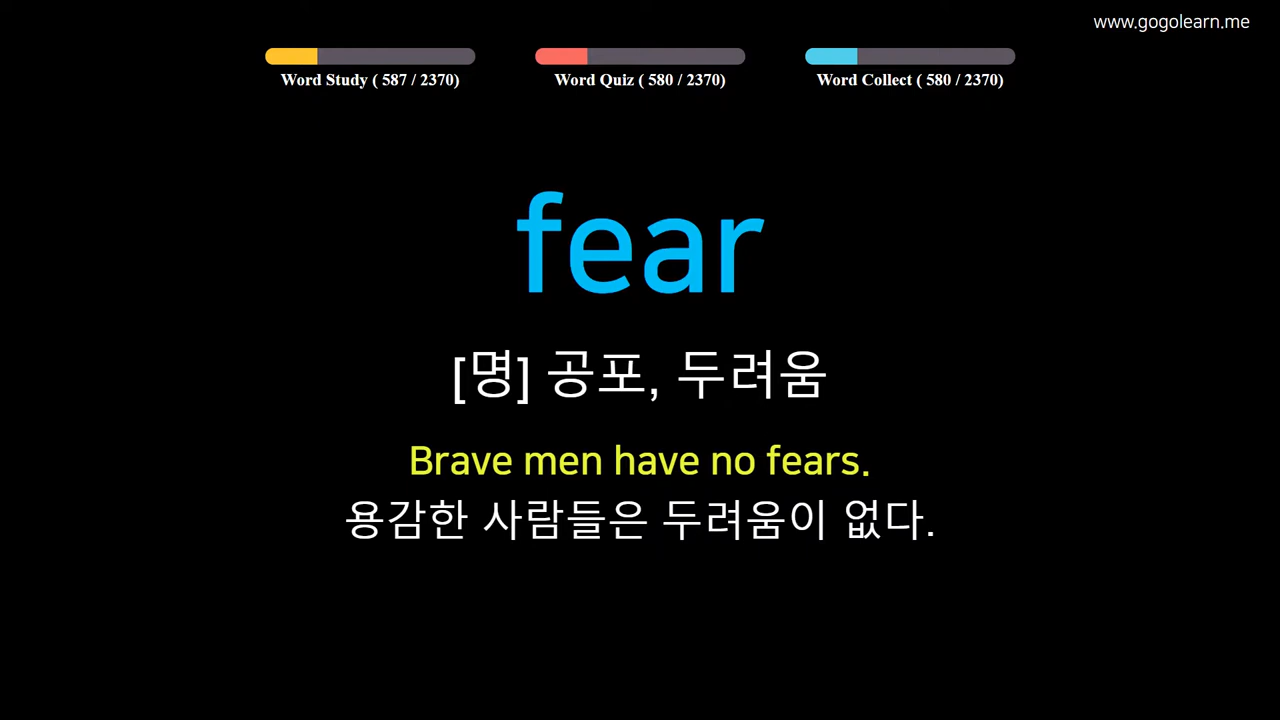 www.gogolearn.me
Word Study ( 587 / 2370)
Word Quiz ( 580 / 2370)
Word Collect ( 580 / 2370)
fear
[명] 공포, 두려움
Brave men have no fears.
용감한 사람들은 두려움이 없다.